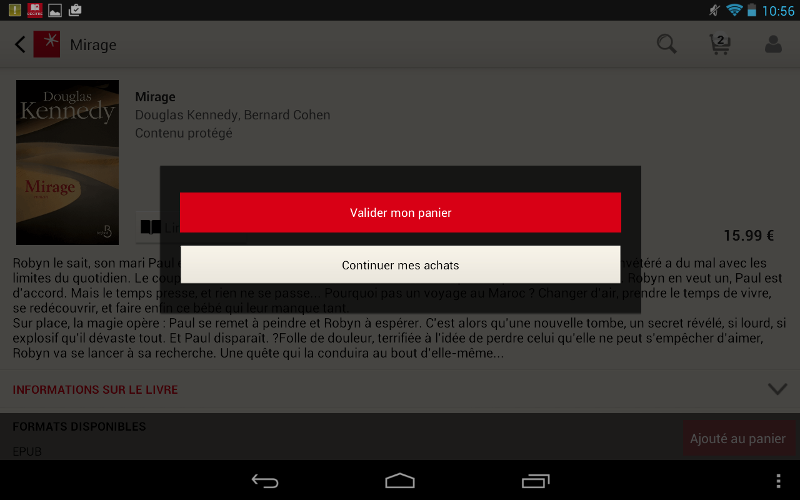 10:56
Mirage
2
Douglas
Kennedy
Mirage
Mirage
Douglas Kennedy, Bernard Cohen
Contenu protégé
Valider mon panier
15.99 €
Continuer mes achats
Robyn le sait, son mari Paul
a du mal avec les
limites du quotidien. Le
Robyn en veut un, Paul est
d'accord. Mais le temps presse, et rien ne se passe... Pourquoi pas un voyage au Maroc ? Changer d'air, prendre le temps de vivre,
se redécouvrir, et faire enfin ce bébé qui leur manque tant.
Sur place, la magie opère : Paul se remet à peindre et Robyn à espérer. C'est alors qu'une nouvelle tombe, un secret révélé, si lourd, si
explosif qu'il dévaste tout. Et Paul disparaît. ?Folle de douleur, terrifiée à l'idée de perdre celui qu'elle ne peut s'empêcher d'aimer,
Robyn va se lancer à sa recherche. Une quête qui la conduira au bout d'elle-même...
INFORMATIONS SUR LE LIVRE
FORMATS DISPONIBLES
Ajouté au panier
EPUB